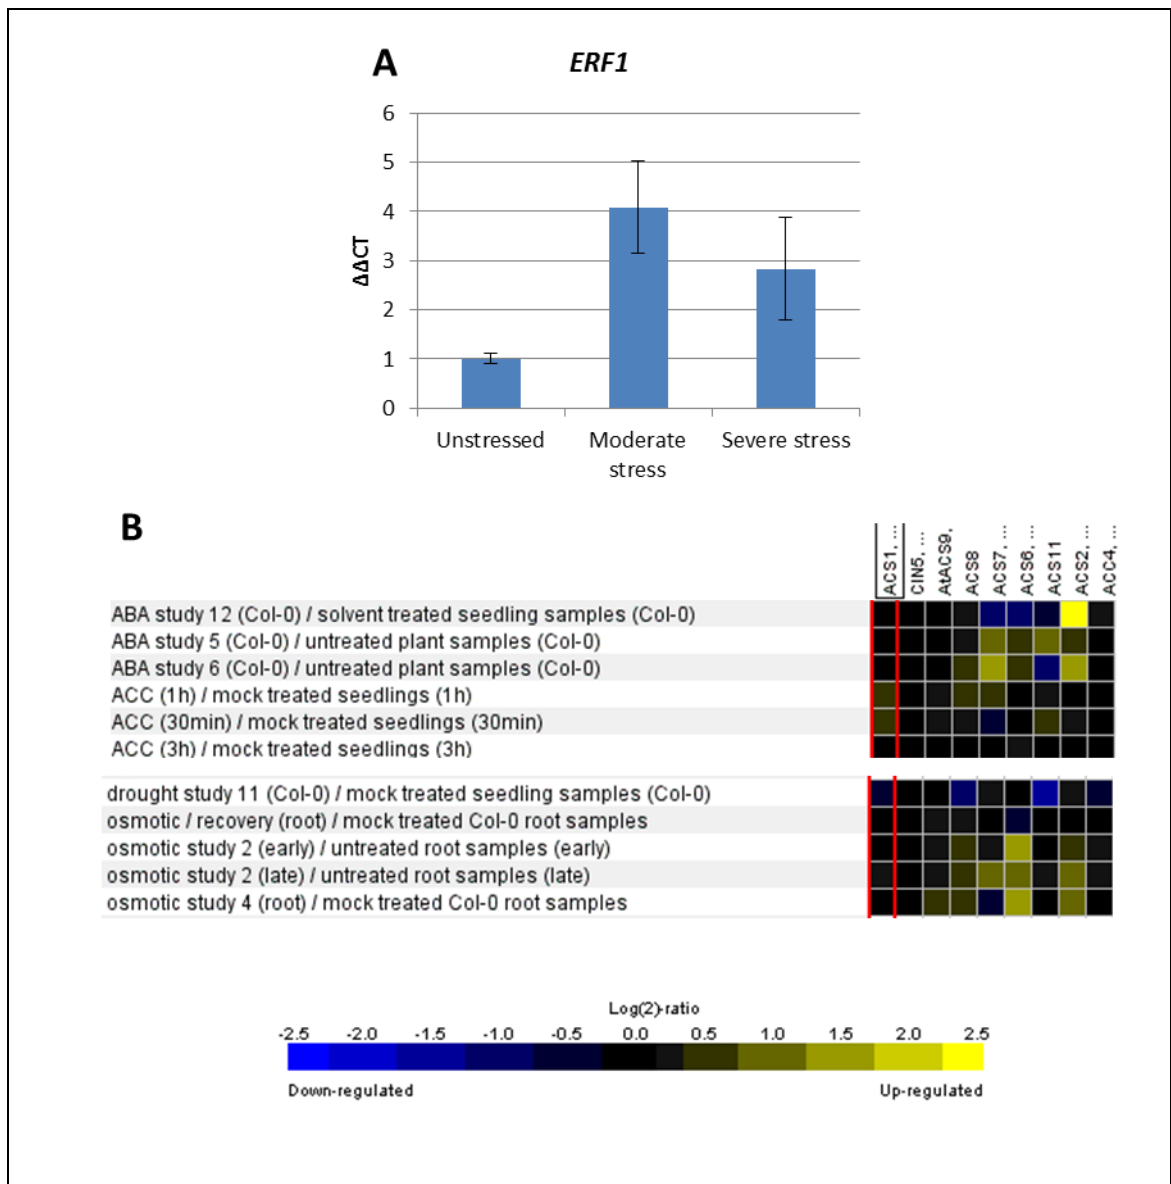 A
ERF1
6
5
4
3
2
1
0
ΔΔCT
Unstressed
Moderate
stress
Severe stress
B
ACS1, ...
CIN5, ...
AtACS9,
ACS8
ACS7, ...
ACS6, ...
ACS11
ACS2, ...
ACC4, ...
ABA study 12 (Col-0) / solvent treated seedling samples (Col-0)
ABA study 5 (Col-0) / untreated plant samples (Col-0)
ABA study 6 (Col-0) / untreated plant samples (Col-0)
ACC (1h) / mock treated seedlings (1h)
ACC (30min) / mock treated seedlings (30min)
ACC (3h) / mock treated seedlings (3h)
drought study 11 (Col-0) / mock treated seedling samples (Col-0)
osmotic / recovery (root) / mock treated Col-0 root samples
osmotic study 2 (early) / untreated root samples (early)
osmotic study 2 (late) / untreated root samples (late)
osmotic study 4 (root) / mock treated Col-0 root samples
Log(2)-ratio
-2.5 -2.0 -1.5 -1.0 -0.5 0.0 0.5 1.0 1.5 2.0 2.5
Down-regulated Up-regulated